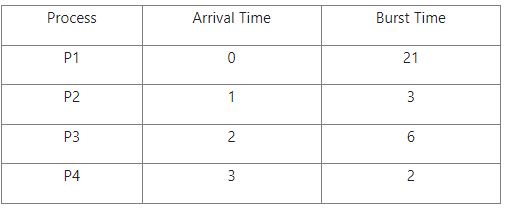 Process Arrival Time Burst Time
P1 0 21
P2 1 3
P3 2 6
P4 3 2